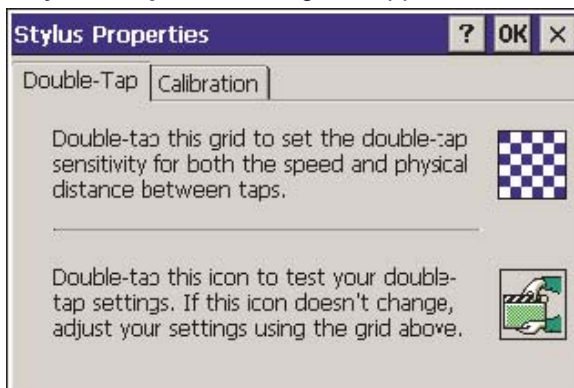 Stylus Properties ? OK ×
Double-Tap Calibration
Double-tap this grid to set the double-tap
sensitivity for both the speed and physical
distance between taps.
Double-tap this icon to test your double-
tap settings. If this icon doesn't change,
adjust your settings using the grid above.